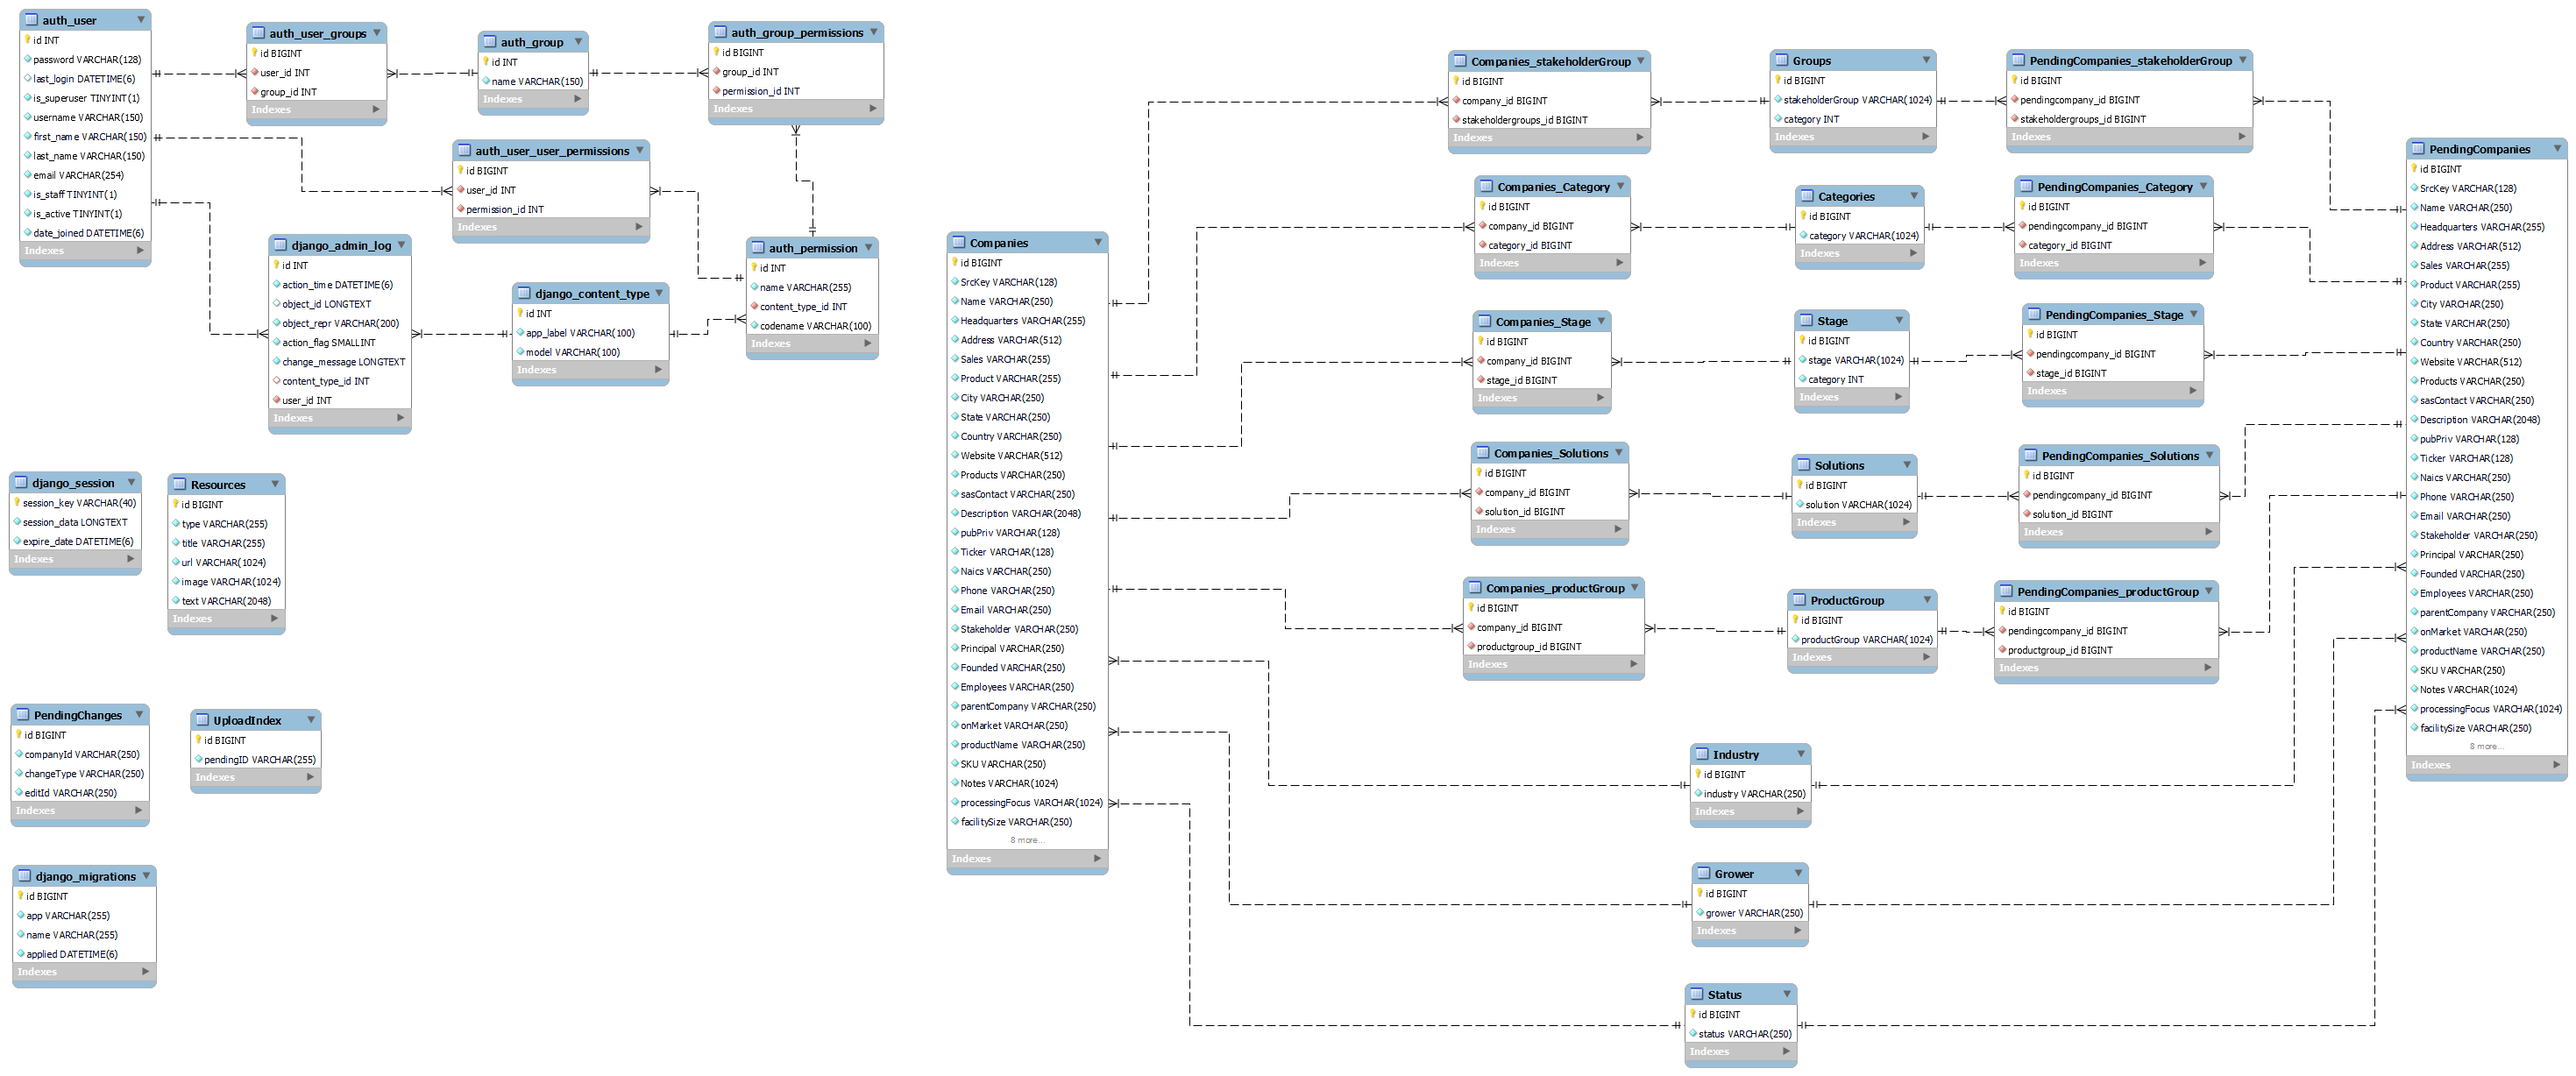 auth_user
id INT
password VARCHAR(128)
last_login DATETIME(6)
is_superuser TINYINT(1)
username VARCHAR(150)
first_name VARCHAR(150)
last_name VARCHAR(150)
email VARCHAR(254)
is_staff TINYINT(1)
is_active TINYINT(1)
date_joined DATETIME(6)
Indexes
auth_user_groups
id BIGINT
user_id INT
group_id INT
Indexes
auth_group
id INT
name VARCHAR(150)
Indexes
auth_group_permissions
id BIGINT
group_id INT
permission_id INT
Indexes
auth_user_user_permissions
id BIGINT
user_id INT
permission_id INT
Indexes
django_admin_log
id INT
action_time DATETIME(6)
object_id LONGTEXT
object_repr VARCHAR(200)
action_flag SMALLINT
change_message LONGTEXT
content_type_id INT
user_id INT
Indexes
django_content_type
id INT
app_label VARCHAR(100)
model VARCHAR(100)
Indexes
auth_permission
id INT
name VARCHAR(255)
content_type_id INT
codename VARCHAR(100)
Indexes
django_session
session_key VARCHAR(40)
session_data LONGTEXT
expire_date DATETIME(6)
Indexes
Resources
id BIGINT
type VARCHAR(255)
title VARCHAR(255)
url VARCHAR(1024)
image VARCHAR(1024)
text VARCHAR(2048)
Indexes
PendingChanges
id BIGINT
companyId VARCHAR(250)
changeType VARCHAR(250)
editId VARCHAR(250)
Indexes
UploadIndex
id BIGINT
pendingID VARCHAR(255)
Indexes
django_migrations
id BIGINT
app VARCHAR(255)
name VARCHAR(255)
applied DATETIME(6)
Indexes
Companies
id BIGINT
SrcKey VARCHAR(128)
Name VARCHAR(250)
Headquarters VARCHAR(255)
Address VARCHAR(512)
Sales VARCHAR(255)
Product VARCHAR(255)
City VARCHAR(250)
State VARCHAR(250)
Country VARCHAR(250)
Website VARCHAR(512)
Products VARCHAR(250)
sasContact VARCHAR(250)
Description VARCHAR(2048)
pubPriv VARCHAR(128)
Ticker VARCHAR(128)
Naics VARCHAR(250)
Phone VARCHAR(250)
Email VARCHAR(250)
Stakeholder VARCHAR(250)
Principal VARCHAR(250)
Founded VARCHAR(250)
Employees VARCHAR(250)
parentCompany VARCHAR(250)
onMarket VARCHAR(250)
productName VARCHAR(250)
SKU VARCHAR(250)
Notes VARCHAR(1024)
processingFocus VARCHAR(1024)
facilitySize VARCHAR(250)
8 more...
Indexes
Companies_stakeholderGroup
id BIGINT
company_id BIGINT
stakeholdergroups_id BIGINT
Indexes
Groups
id BIGINT
stakeholderGroup VARCHAR(1024)
category INT
Indexes
PendingCompanies_stakeholderGroup
id BIGINT
pendingcompany_id BIGINT
stakeholdergroups_id BIGINT
Indexes
Companies_Category
id BIGINT
company_id BIGINT
category_id BIGINT
Indexes
Categories
id BIGINT
category VARCHAR(1024)
Indexes
PendingCompanies_Category
id BIGINT
pendingcompany_id BIGINT
category_id BIGINT
Indexes
Companies_Stage
id BIGINT
company_id BIGINT
stage_id BIGINT
Indexes
Stage
id BIGINT
stage VARCHAR(1024)
category INT
Indexes
PendingCompanies_Stage
id BIGINT
pendingcompany_id BIGINT
stage_id BIGINT
Indexes
Companies_Solutions
id BIGINT
company_id BIGINT
solution_id BIGINT
Indexes
Solutions
id BIGINT
solution VARCHAR(1024)
Indexes
PendingCompanies_Solutions
id BIGINT
pendingcompany_id BIGINT
solution_id BIGINT
Indexes
Companies_productGroup
id BIGINT
company_id BIGINT
productgroup_id BIGINT
Indexes
ProductGroup
id BIGINT
productGroup VARCHAR(1024)
Indexes
PendingCompanies_productGroup
id BIGINT
pendingcompany_id BIGINT
productgroup_id BIGINT
Indexes
Industry
id BIGINT
industry VARCHAR(250)
Indexes
Grower
id BIGINT
grower VARCHAR(250)
Indexes
Status
id BIGINT
status VARCHAR(250)
Indexes
PendingCompanies
id BIGINT
SrcKey VARCHAR(128)
Name VARCHAR(250)
Headquarters VARCHAR(255)
Address VARCHAR(512)
Sales VARCHAR(255)
Product VARCHAR(255)
City VARCHAR(250)
State VARCHAR(250)
Country VARCHAR(250)
Website VARCHAR(512)
Products VARCHAR(250)
sasContact VARCHAR(250)
Description VARCHAR(2048)
pubPriv VARCHAR(128)
Ticker VARCHAR(128)
Naics VARCHAR(250)
Phone VARCHAR(250)
Email VARCHAR(250)
Stakeholder VARCHAR(250)
Principal VARCHAR(250)
Founded VARCHAR(250)
Employees VARCHAR(250)
parentCompany VARCHAR(250)
onMarket VARCHAR(250)
productName VARCHAR(250)
SKU VARCHAR(250)
Notes VARCHAR(1024)
processingFocus VARCHAR(1024)
facilitySize VARCHAR(250)
8 more...
Indexes